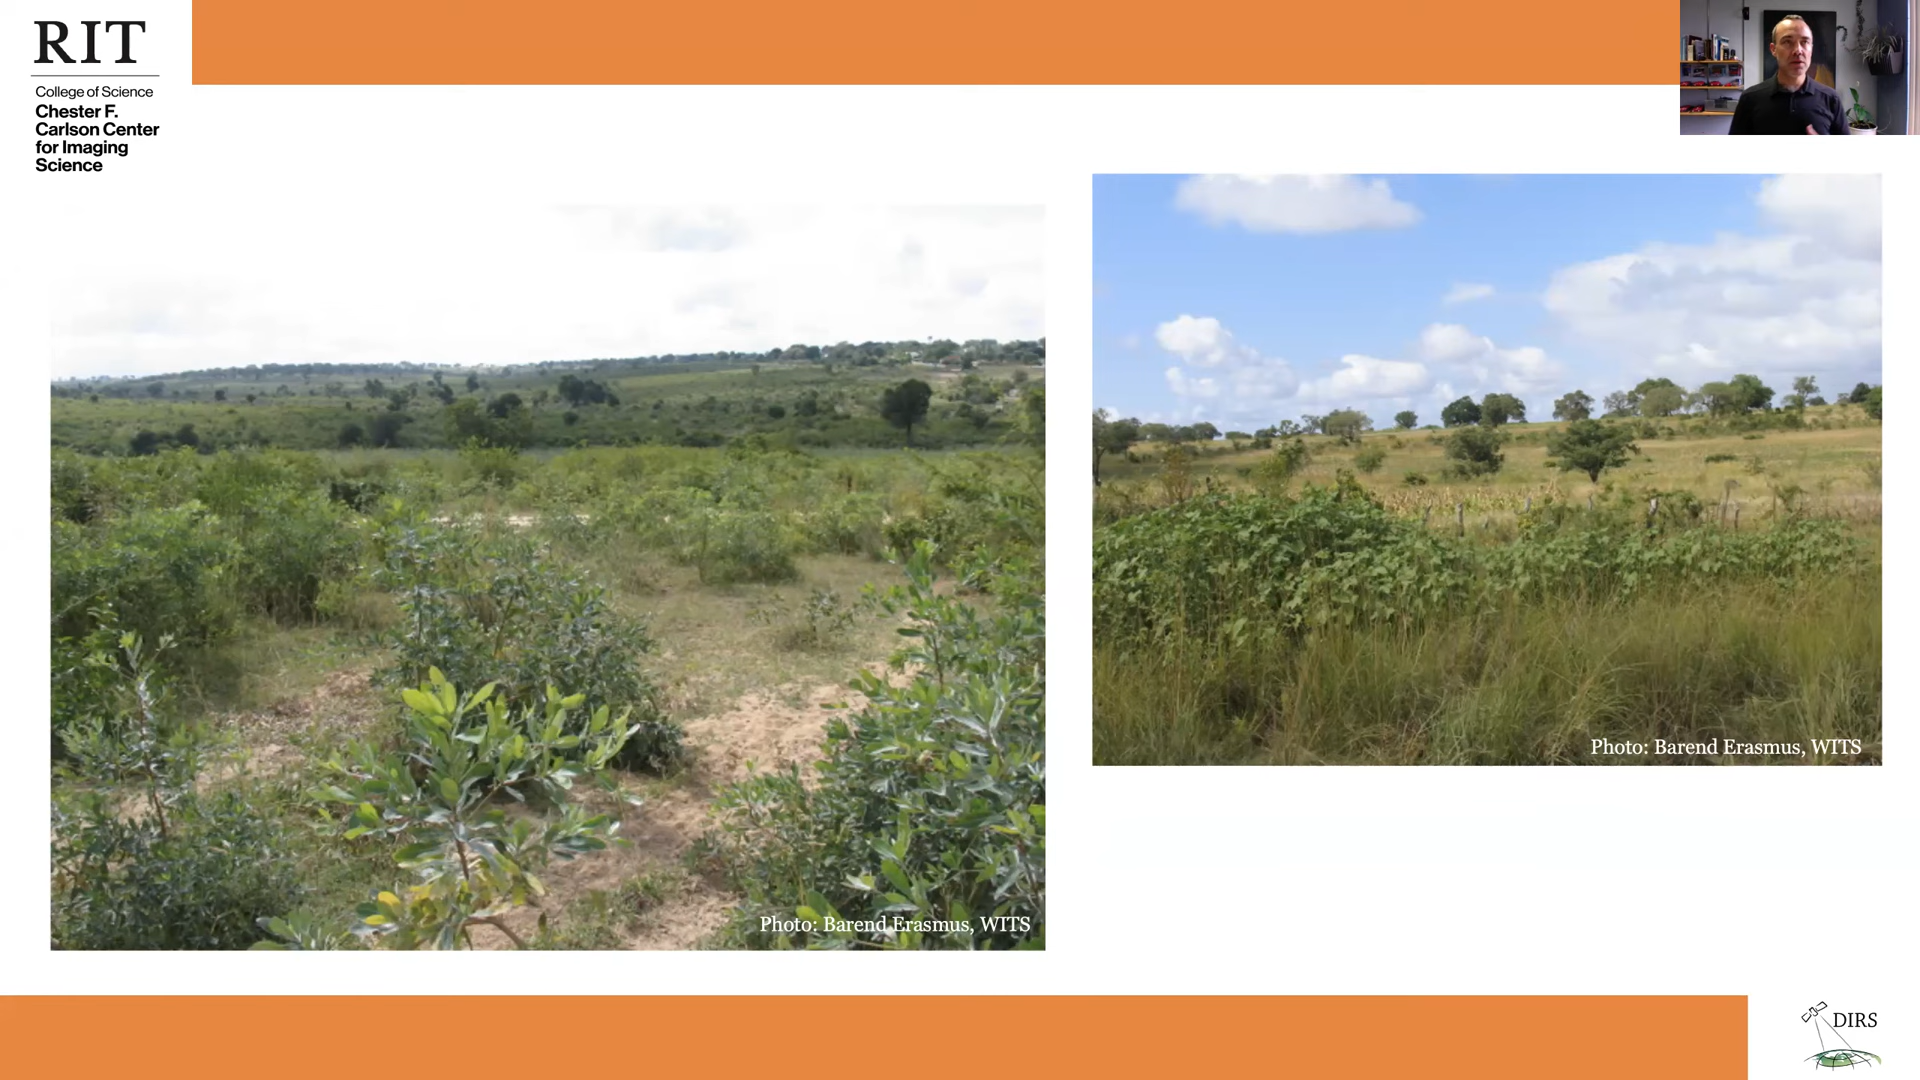 RIT
College of Science
Chester F.
Carlson Center
for Imaging
Science
Photo: Barend Erasmus, WITS
Photo: Barend Erasmus, WITS
DIRS